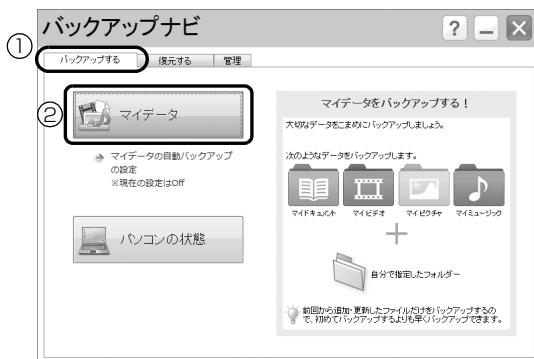 バックアップナビ
? – ×
①
バックアップする 復元する 管理
②
マイデータ
マイデータの自動バックアップ
の設定
※現在の設定はOff
パソコンの状態
マイデータをバックアップする！
大切なデータをこまめにバックアップしましょう。
次のようなデータをバックアップします。
マイドキュメント マイビデオ マイピクチャ マイミュージック
+
自分で指定したフォルダー
前回から追加・更新したファイルだけをバックアップするの
で、初めてバックアップするよりも早くバックアップできます。